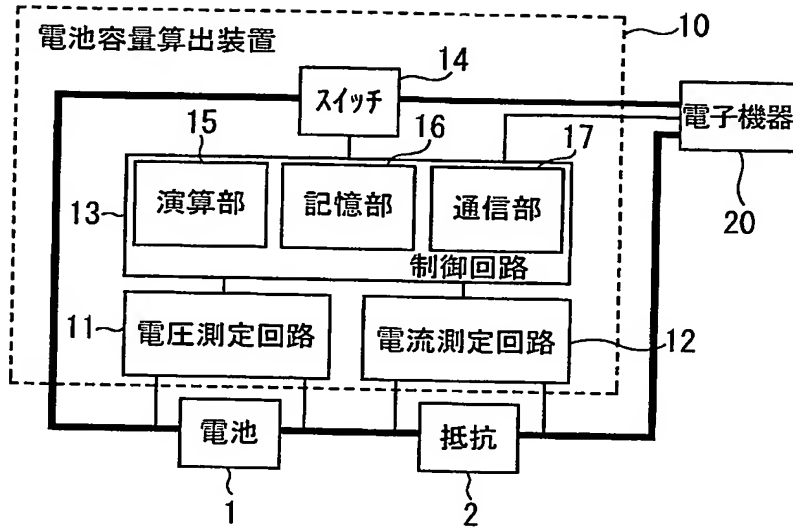 電池容量算出装置
10
14
スイッチ
電子機器
20
15
16
17
13
演算部
記憶部
通信部
制御回路
11
電圧測定回路
電流測定回路
12
電池
抵抗
1
2